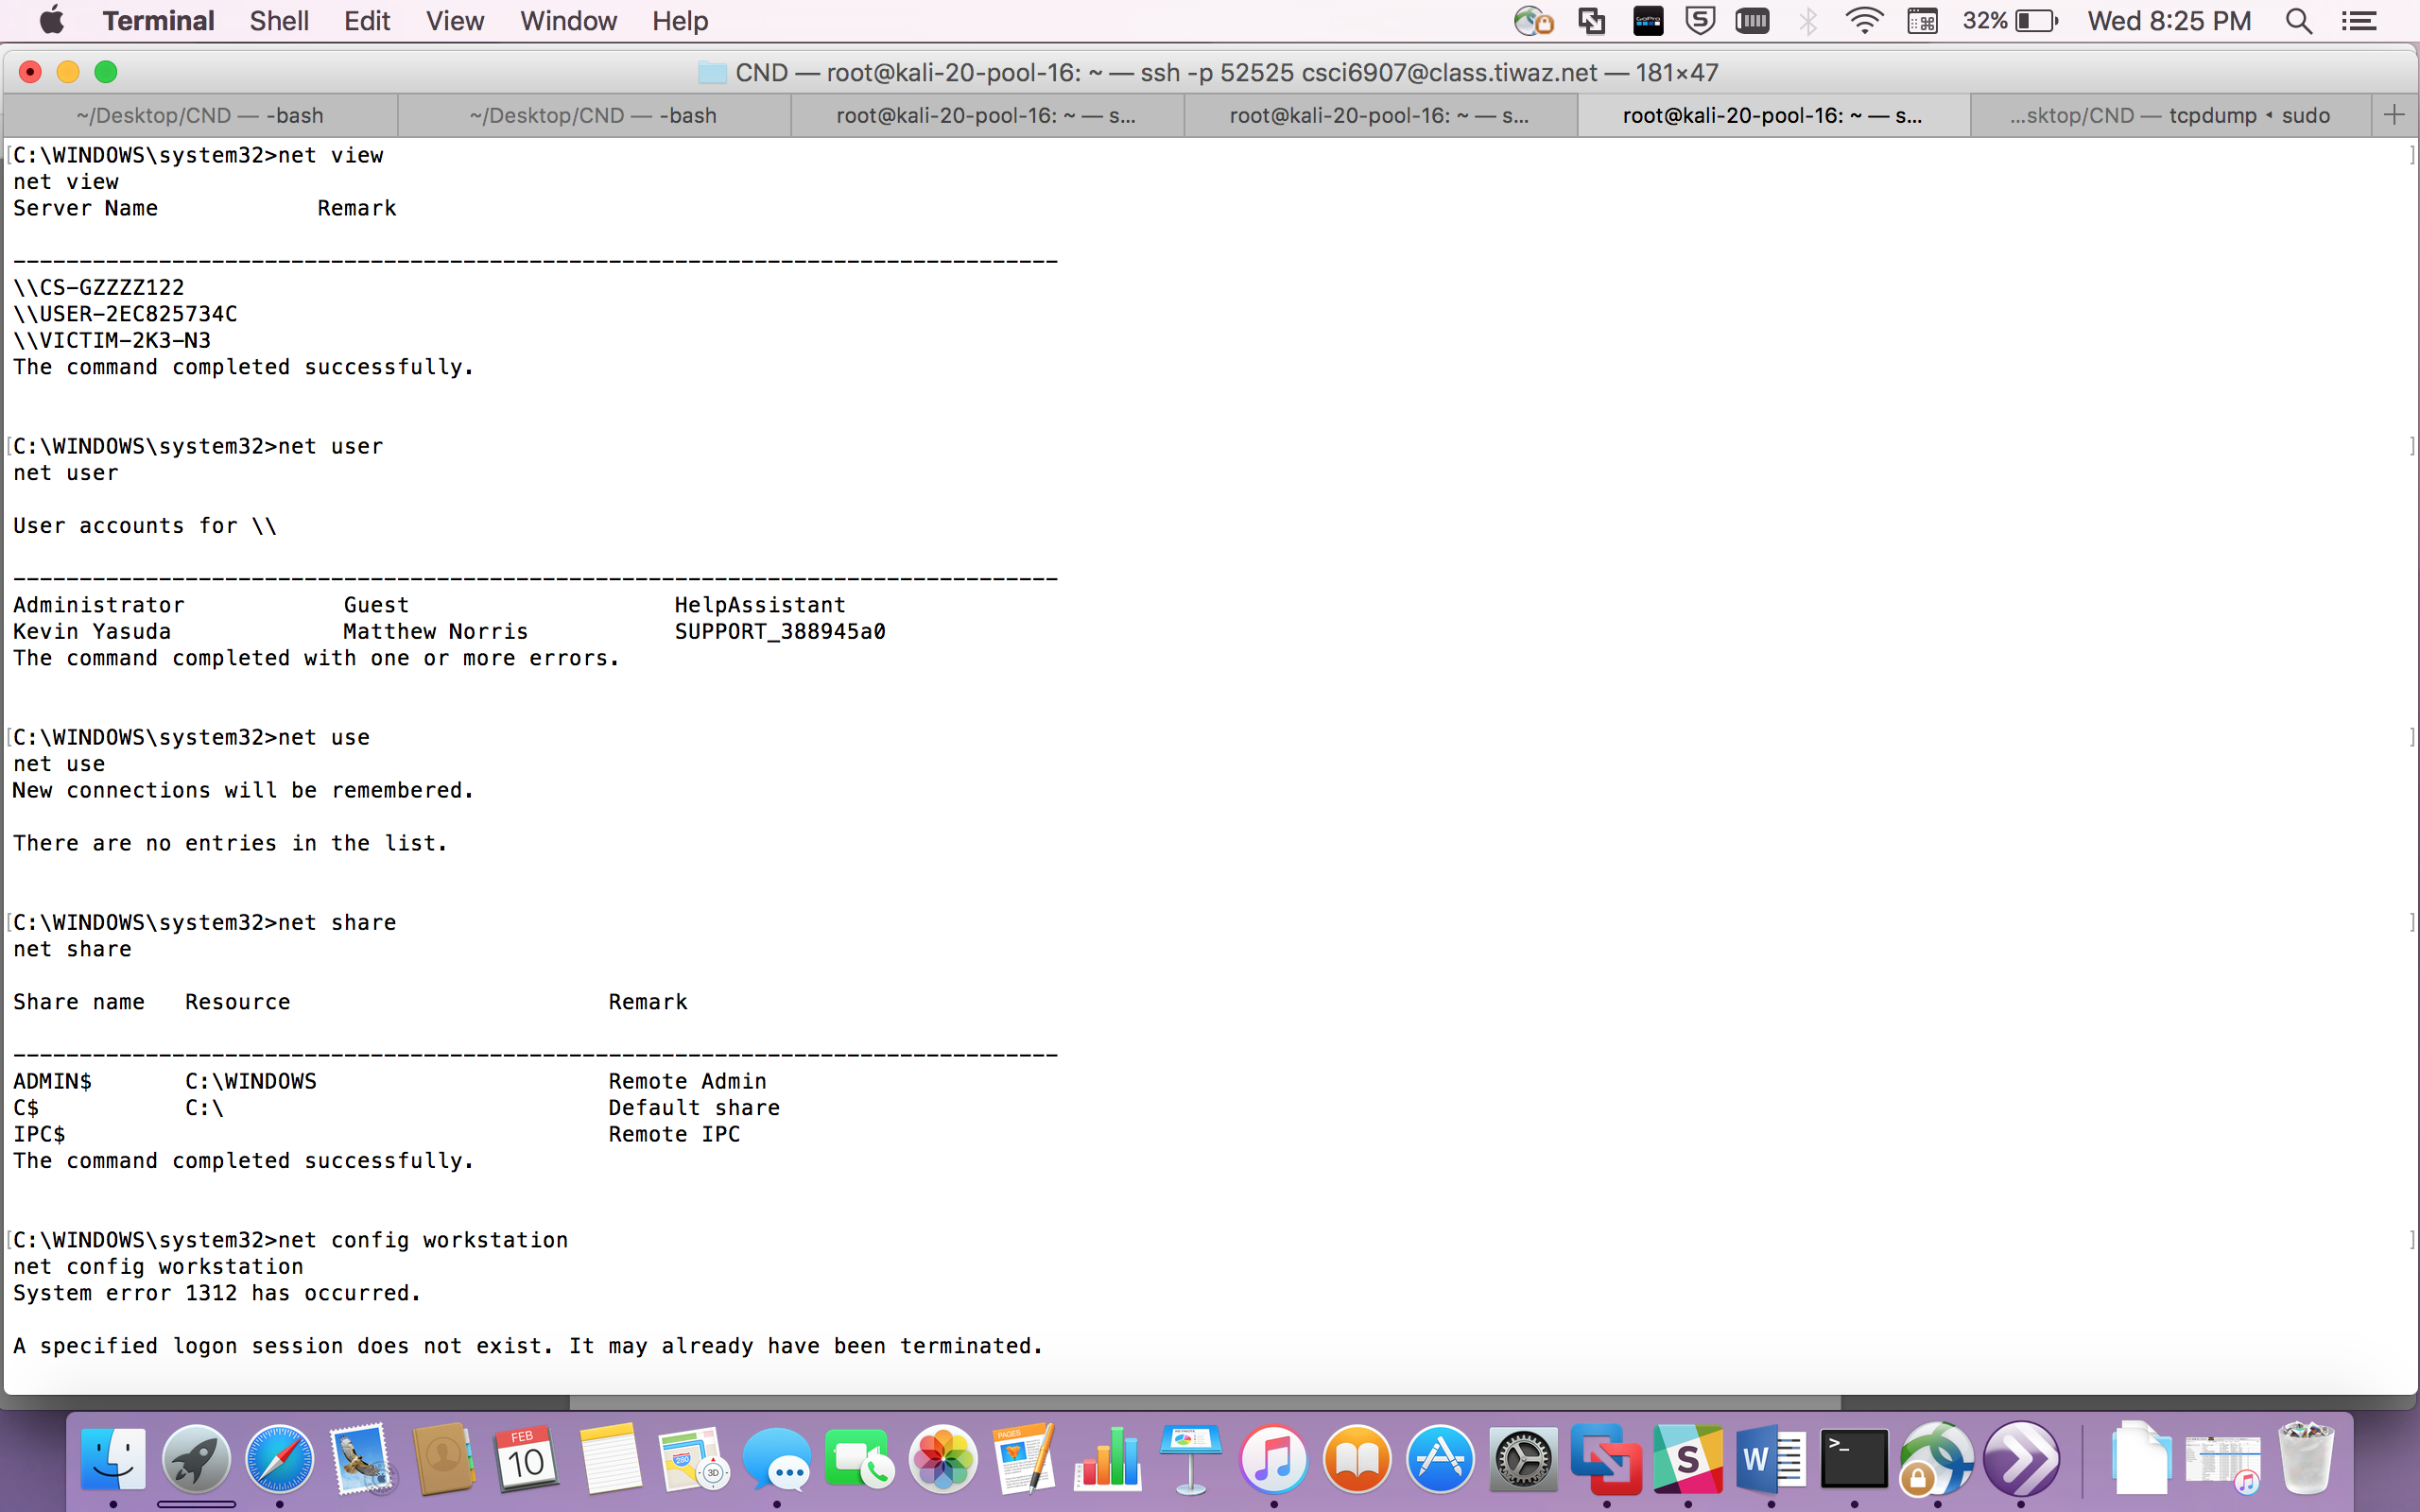 Terminal Shell Edit View Window Help 32% Wed 8:25 PM
CND — root@kali-20-pool-16: ~ — ssh -p 52525 csci6907@class.tiwaz.net — 181×47
~/Desktop/CND — -bash ~/Desktop/CND — -bash root@kali-20-pool-16: ~ — s... root@kali-20-pool-16: ~ — s... root@kali-20-pool-16: ~ — s... ...sktop/CND — tcpdump ◂ sudo
[C:\WINDOWS\system32>net view ]
net view
Server Name Remark
-------------------------------------------------------------------------------
\\CS-GZZZZ122
\\USER-2EC825734C
\\VICTIM-2K3-N3
The command completed successfully.
[C:\WINDOWS\system32>net user ]
net user
User accounts for \\
-------------------------------------------------------------------------------
Administrator Guest HelpAssistant
Kevin Yasuda Matthew Norris SUPPORT_388945a0
The command completed with one or more errors.
[C:\WINDOWS\system32>net use ]
net use
New connections will be remembered.
There are no entries in the list.
[C:\WINDOWS\system32>net share ]
net share
Share name Resource Remark
-------------------------------------------------------------------------------
ADMIN$ C:\WINDOWS Remote Admin
C$ C:\ Default share
IPC$ Remote IPC
The command completed successfully.
[C:\WINDOWS\system32>net config workstation ]
net config workstation
System error 1312 has occurred.
A specified logon session does not exist. It may already have been terminated.
FEB
10
280
3D
PAGES
S
W
>_